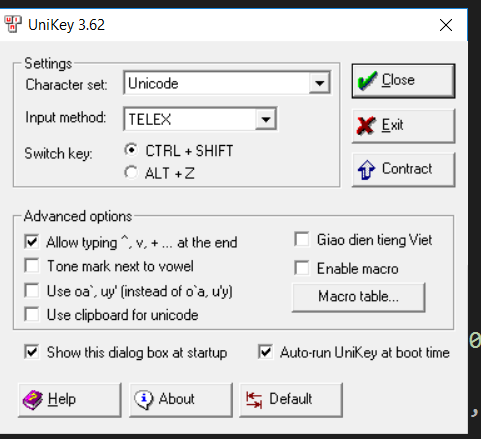 UniKey 3.62
Settings
Character set: Unicode
Close
Input method: TELEX
Exit
Switch key: CTRL + SHIFT
ALT + Z
Contract
Advanced options
Allow typing ^, v, + ... at the end
Giao dien tieng Viet
Tone mark next to vowel
Enable macro
Use oa`, uy' (instead of o`a, u'y)
Macro table...
Use clipboard for unicode
Show this dialog box at startup
Auto-run UniKey at boot time
0
Help
About
Default
,